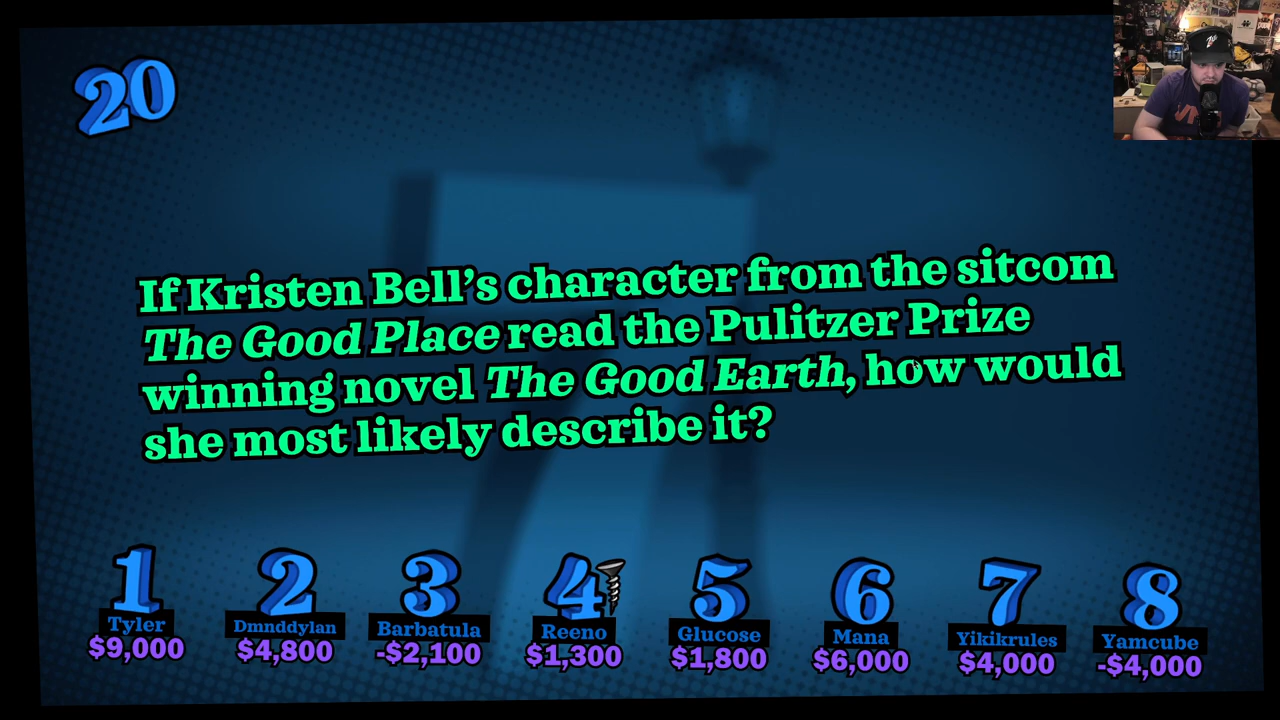 20
If Kristen Bell’s character from the sitcom
The Good Place read the Pulitzer Prize
winning novel The Good Earth, how would
she most likely describe it?
1 2 3 4 5 6 7 8
Tyler Dmnddylan Barbatula Reeno Glucose Mana Yikikrules Yamcube
$9,000 $4,800 -$2,100 $1,300 $1,800 $6,000 $4,000 -$4,000